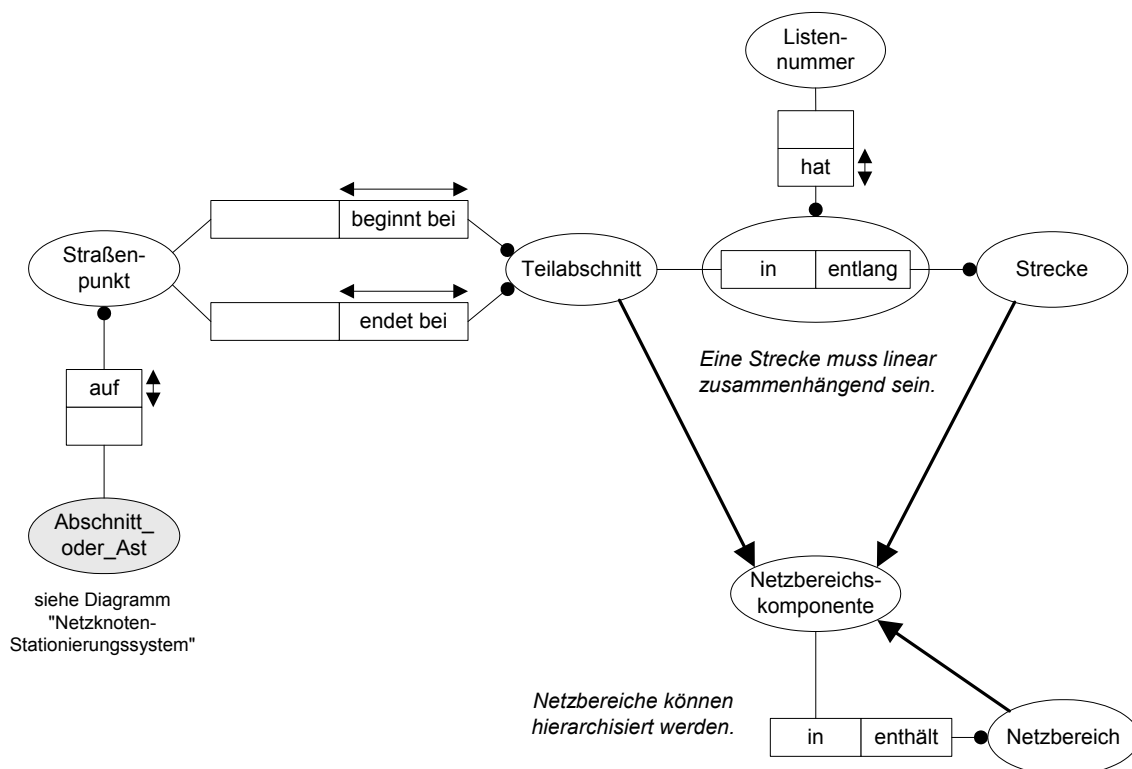 Listen-
nummer
hat
beginnt bei
Straßen-
punkt
Teilabschnitt
in
entlang
Strecke
endet bei
Eine Strecke muss linear
zusammenhängend sein.
auf
Abschnitt_
oder_Ast
siehe Diagramm
"Netzknoten-
Stationierungssystem"
Netzbereichs-
komponente
Netzbereiche können
hierarchisiert werden.
in
enthält
Netzbereich